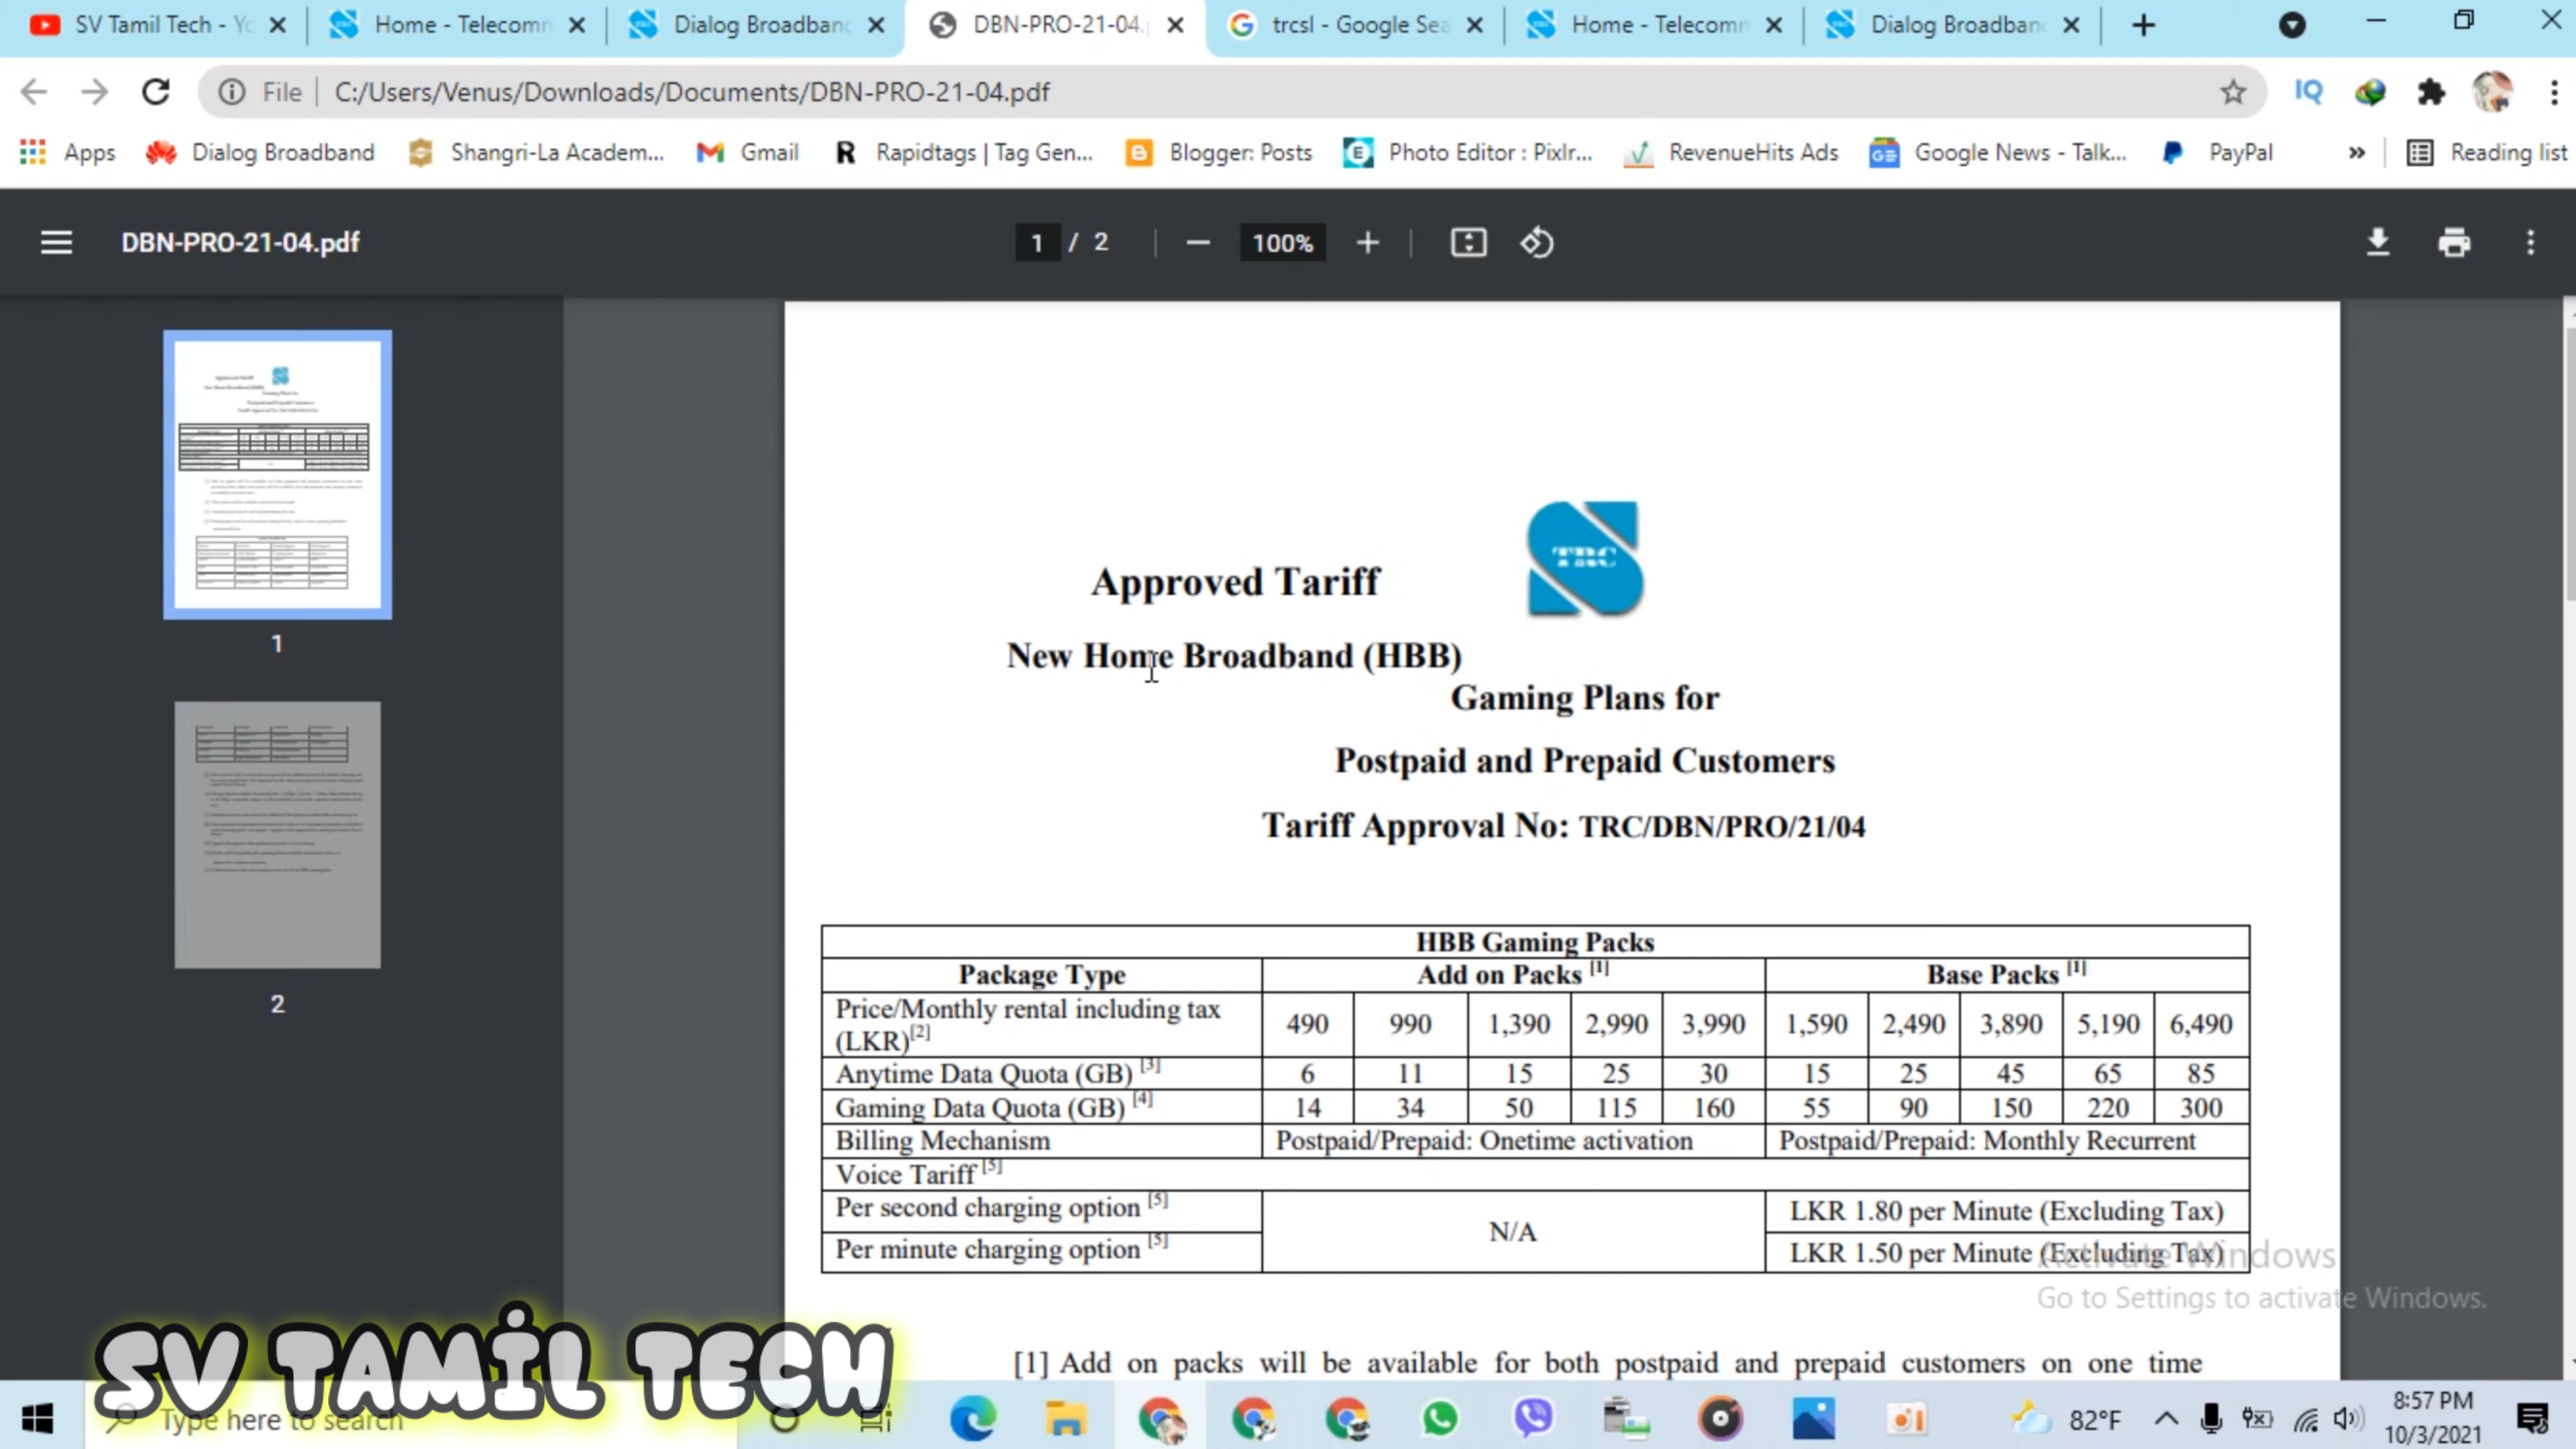 SV Tamil Tech - Yo
Home - Telecomm
Dialog Broadband
DBN-PRO-21-04.
trcsl - Google Sea
Home - Telecomm
Dialog Broadban
File | C:/Users/Venus/Downloads/Documents/DBN-PRO-21-04.pdf
IQ
Apps
Dialog Broadband
Shangri-La Academ...
Gmail
Rapidtags | Tag Gen...
Blogger: Posts
Photo Editor : Pixlr...
RevenueHits Ads
Google News - Talk...
PayPal
»
Reading list
DBN-PRO-21-04.pdf
1 / 2
100%
1
2
TRC
Approved Tariff
New Home Broadband (HBB)
Gaming Plans for
Postpaid and Prepaid Customers
Tariff Approval No: TRC/DBN/PRO/21/04
HBB Gaming Packs
Package Type Add on Packs [1] Base Packs [1]
Price/Monthly rental including tax
(LKR)[2] 490 990 1,390 2,990 3,990 1,590 2,490 3,890 5,190 6,490
Anytime Data Quota (GB) [3] 6 11 15 25 30 15 25 45 65 85
Gaming Data Quota (GB) [4] 14 34 50 115 160 55 90 150 220 300
Billing Mechanism Postpaid/Prepaid: Onetime activation Postpaid/Prepaid: Monthly Recurrent
Voice Tariff [5]
Per second charging option [5] N/A LKR 1.80 per Minute (Excluding Tax)
Per minute charging option [5] LKR 1.50 per Minute (Excluding Tax)
Activate Windows
Go to Settings to activate Windows.
[1] Add on packs will be available for both postpaid and prepaid customers on one time
SV TAMİL TECH
Type here to search
82°F
8:57 PM
10/3/2021